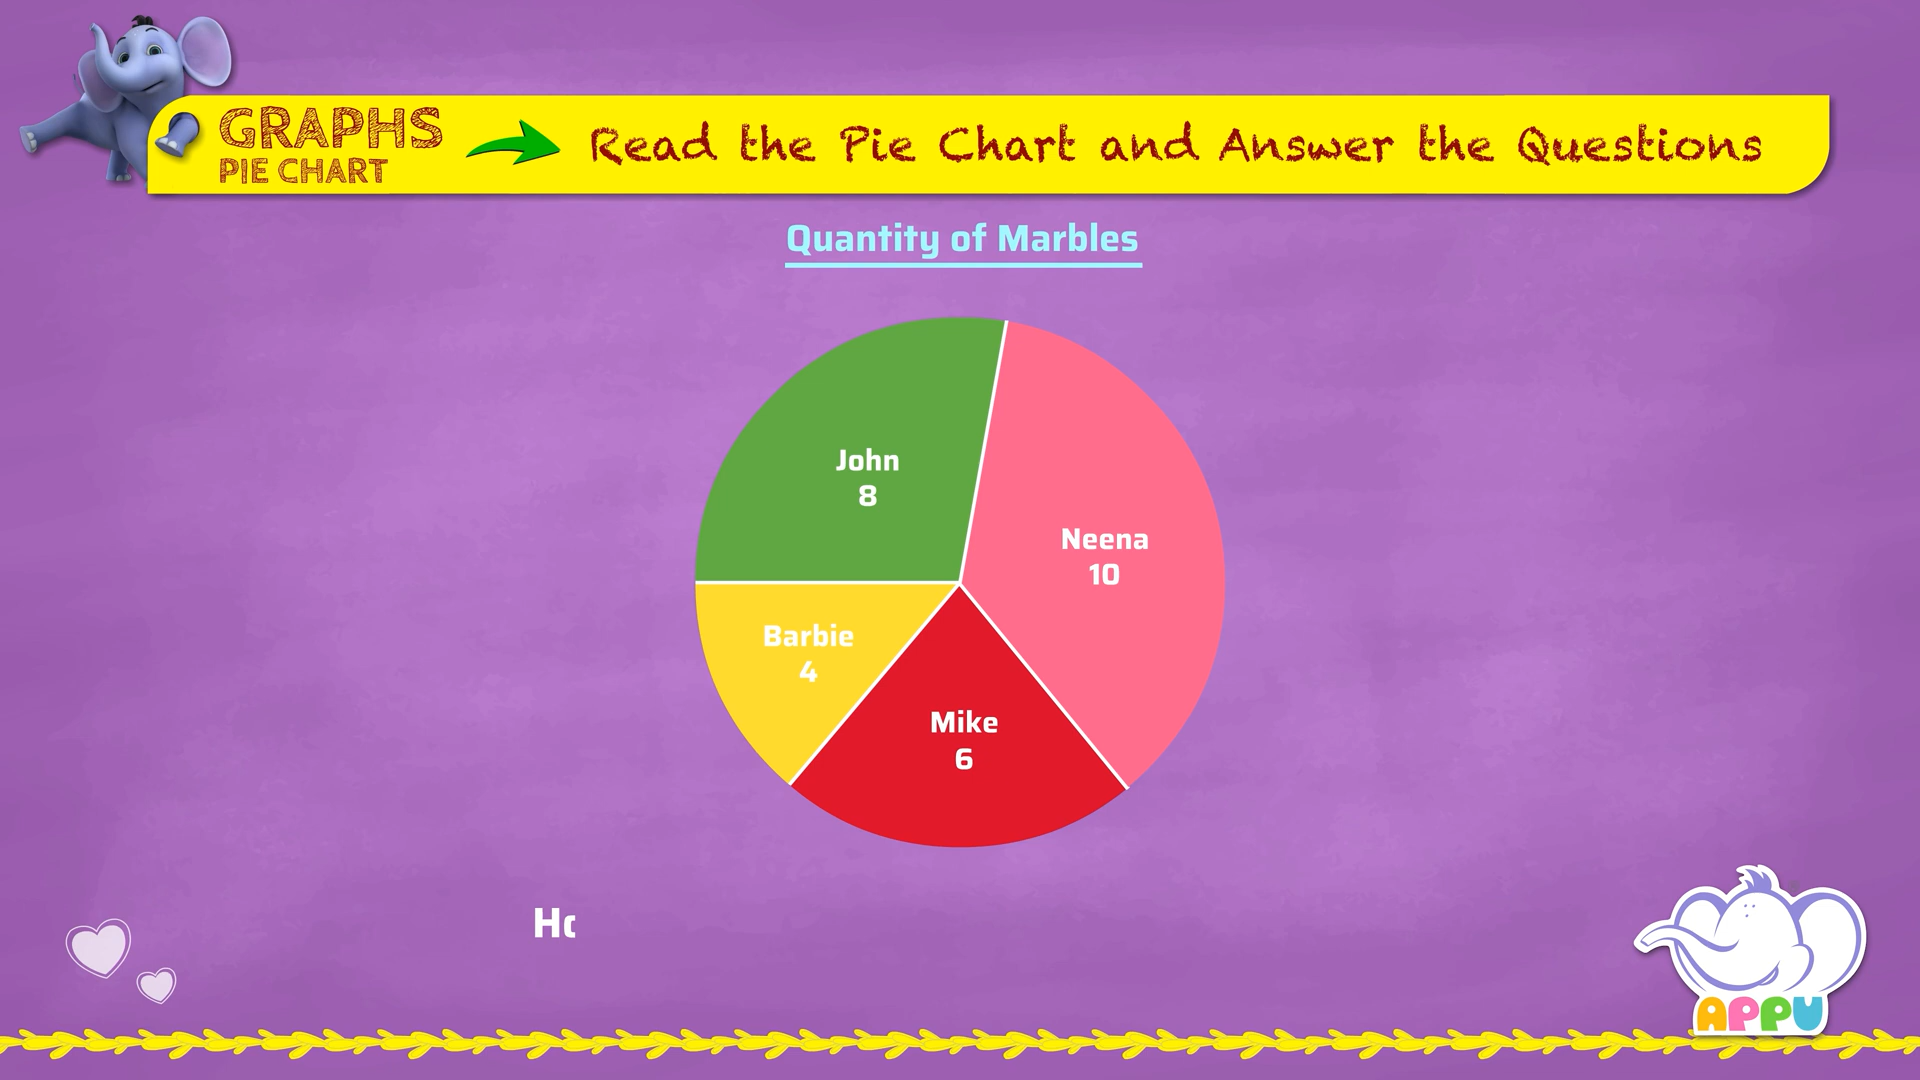 GRAPHS
PIE CHART
Read the Pie Chart and Answer the Questions
Quantity of Marbles
John
8
Neena
10
Barbie
4
Mike
6
APPU